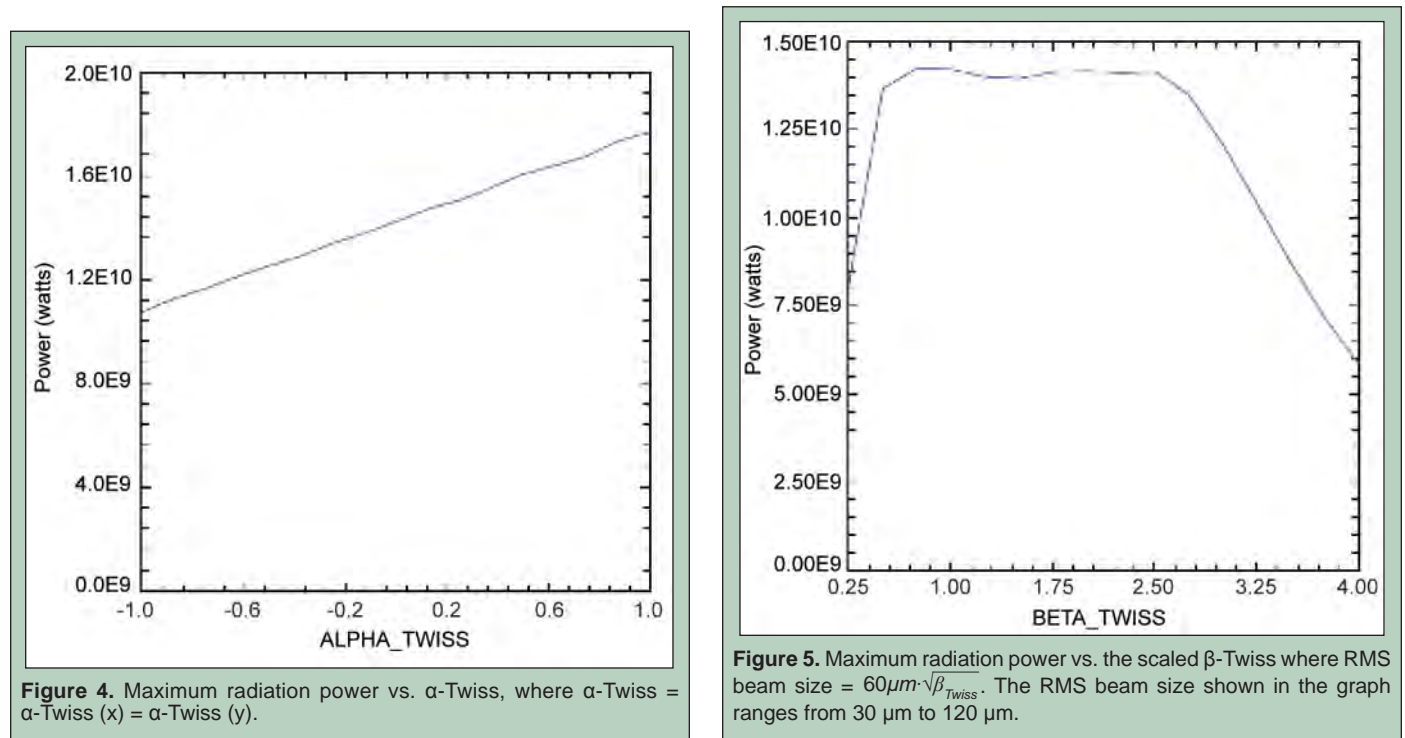 2.0E10
1.6E10
1.2E10
8.0E9
4.0E9
0.0E9
Power (watts)
-1.0 -0.6 -0.2 0.2 0.6 1.0
ALPHA_TWISS
Figure 4. Maximum radiation power vs. α-Twiss, where α-Twiss =
α-Twiss (x) = α-Twiss (y).
1.50E10
1.25E10
1.00E10
7.50E9
5.00E9
2.50E9
0.00E9
Power (watts)
0.25 1.00 1.75 2.50 3.25 4.00
BETA_TWISS
Figure 5. Maximum radiation power vs. the scaled β-Twiss where RMS
beam size = 60μm·√β_Twiss. The RMS beam size shown in the graph
ranges from 30 μm to 120 μm.